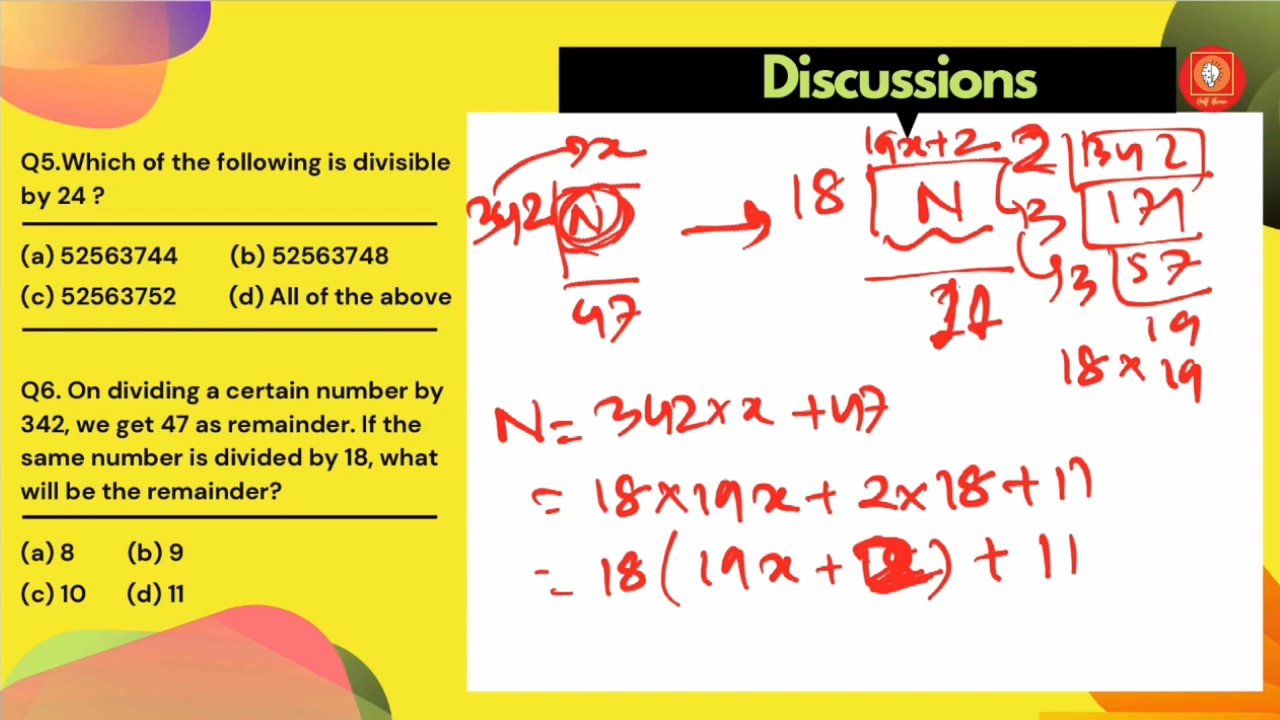 Discussions
Half Brain
Q5.Which of the following is divisible
by 24 ?
(a) 52563744 (b) 52563748
(c) 52563752 (d) All of the above
Q6. On dividing a certain number by
342, we get 47 as remainder. If the
same number is divided by 18, what
will be the remainder?
(a) 8 (b) 9
(c) 10 (d) 11
x
342 N
47
19x+2
18 N
11
2 342
3 171
3 57
19
18 × 19
N = 342 × x + 47
= 18×19x + 2×18 + 11
= 18(19x + ) + 11